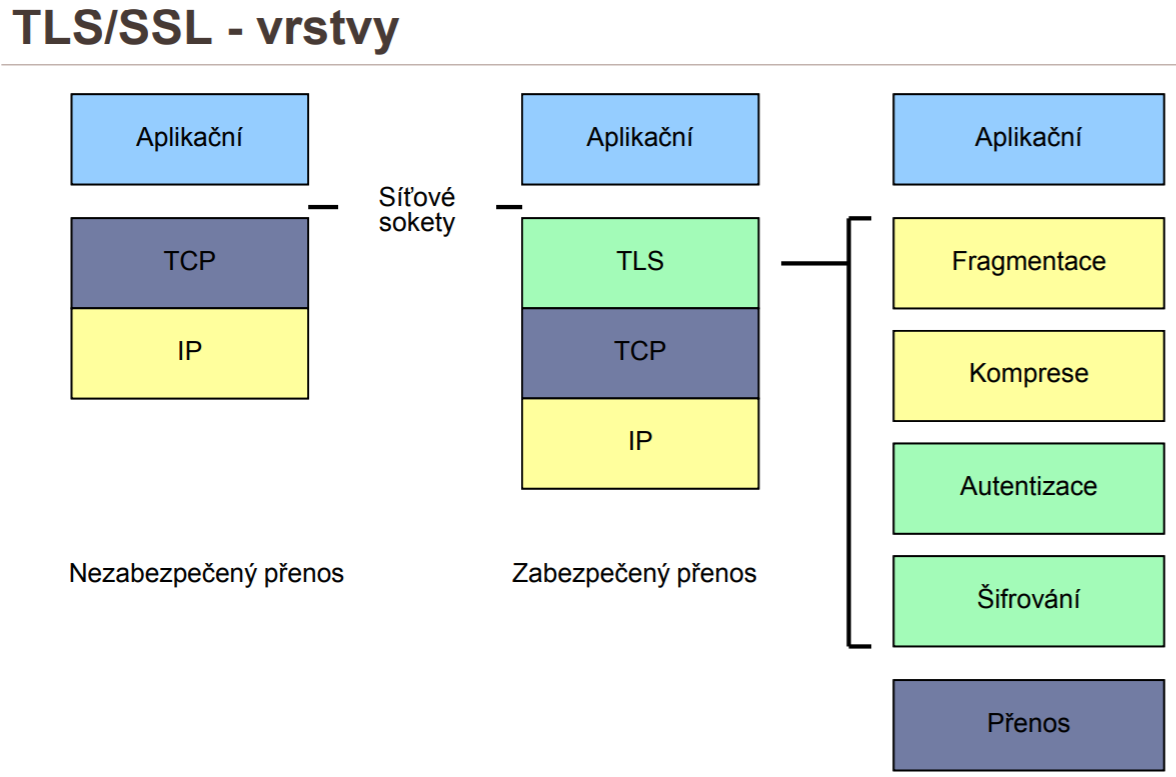 TLS/SSL - vrstvy
Aplikační
TCP
IP
Nezabezpečený přenos
Síťové
sokety
Aplikační
TLS
TCP
IP
Zabezpečený přenos
Aplikační
Fragmentace
Komprese
Autentizace
Šifrování
Přenos